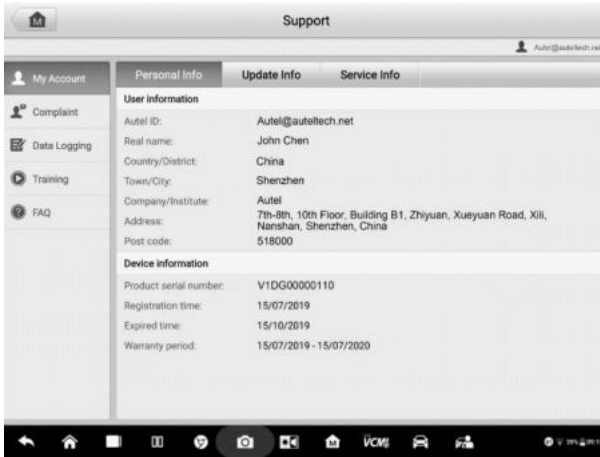 M
Support
Autel@auteltech.net
My Account
Personal Info
Update Info
Service Info
Complaint
Data Logging
Training
FAQ
User information
Autel ID: Autel@auteltech.net
Real name: John Chen
Country/District: China
Town/City: Shenzhen
Company/Institute: Autel
Address: 7th-8th, 10th Floor, Building B1, Zhiyuan, Xueyuan Road, Xili,
Nanshan, Shenzhen, China
Post code: 518000
Device information
Product serial number: V1DG00000110
Registration time: 15/07/2019
Expired time: 15/10/2019
Warranty period: 15/07/2019 - 15/07/2020
M
VCMI